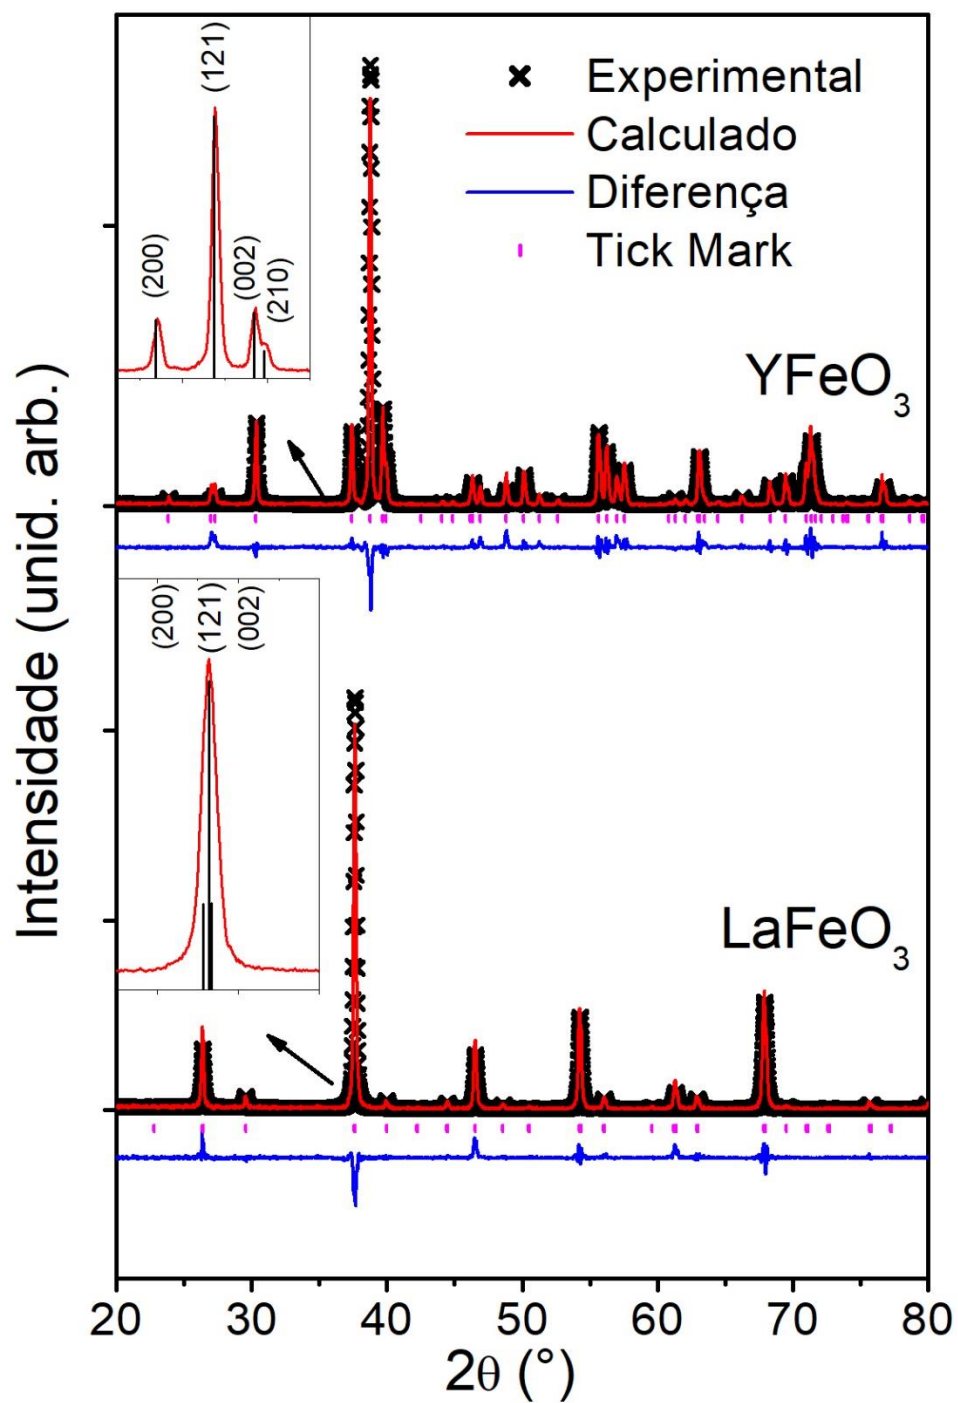 (200)
(121)
(002)
(210)
Experimental
Calculado
Diferença
Tick Mark
YFeO₃
(200)
(121)
(002)
LaFeO₃
Intensidade (unid. arb.)
20 30 40 50 60 70 80
2θ (°)